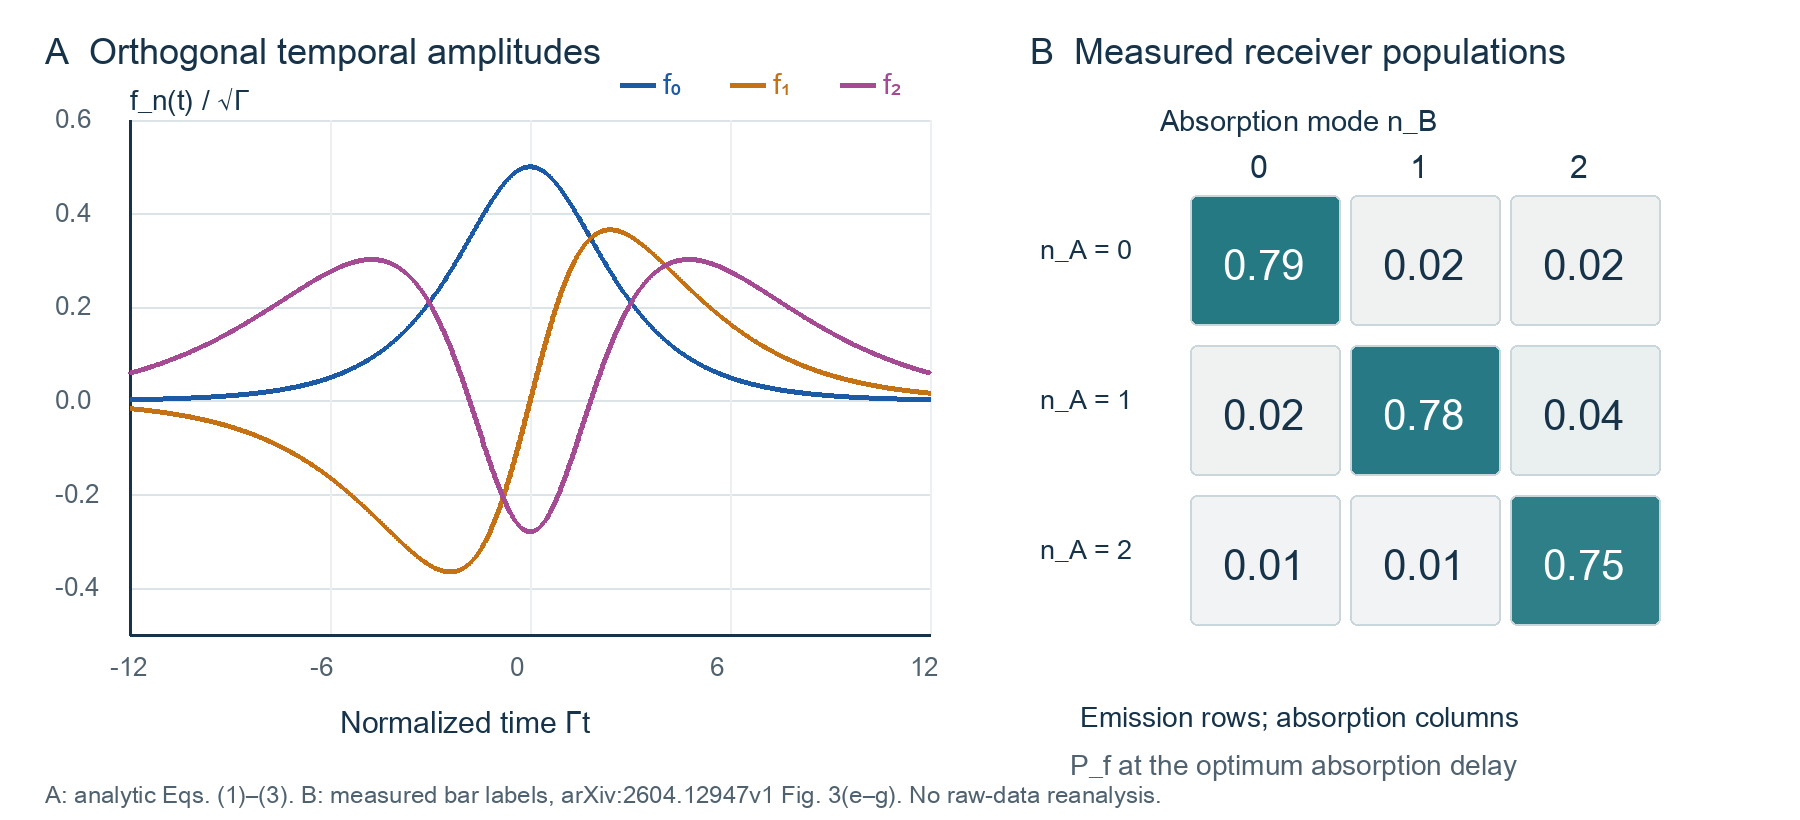 A  Orthogonal temporal amplitudes
f_n(t) / √Γ
f₀
f₁
f₂
0.6
0.4
0.2
0.0
-0.2
-0.4
-12
-6
0
6
12
Normalized time Γt
B  Measured receiver populations
Absorption mode n_B
0
1
2
n_A = 0
0.79
0.02
0.02
n_A = 1
0.02
0.78
0.04
n_A = 2
0.01
0.01
0.75
Emission rows; absorption columns
P_f at the optimum absorption delay
A: analytic Eqs. (1)–(3). B: measured bar labels, arXiv:2604.12947v1 Fig. 3(e–g). No raw-data reanalysis.